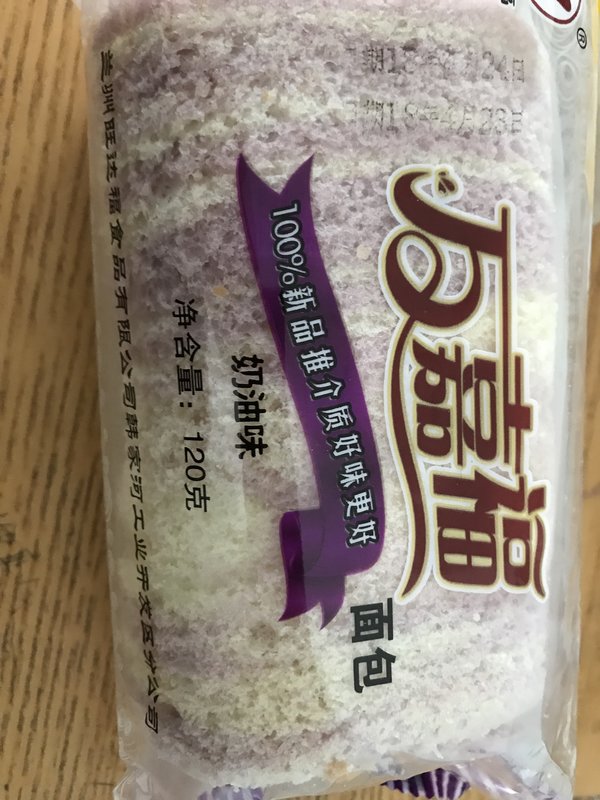 万嘉福
面包
100%新品推介质好味更好
奶油味
净含量：120克
盖州旺达福食品有限公司韩家河工业开发区分公司